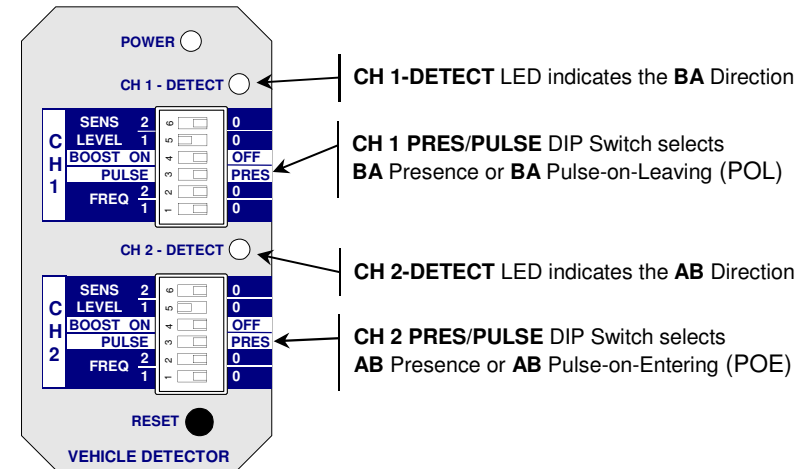 POWER
CH 1 - DETECT
CH 1-DETECT LED indicates the BA Direction
CH1
SENS 2 6 0
LEVEL 1 5 0
BOOST ON 4 OFF
PULSE 3 PRES
FREQ 2 2 0
1 1 0
CH 1 PRES/PULSE DIP Switch selects
BA Presence or BA Pulse-on-Leaving (POL)
CH 2 - DETECT
CH 2-DETECT LED indicates the AB Direction
CH2
SENS 2 6 0
LEVEL 1 5 0
BOOST ON 4 OFF
PULSE 3 PRES
FREQ 2 2 0
1 1 0
CH 2 PRES/PULSE DIP Switch selects
AB Presence or AB Pulse-on-Entering (POE)
RESET
VEHICLE DETECTOR